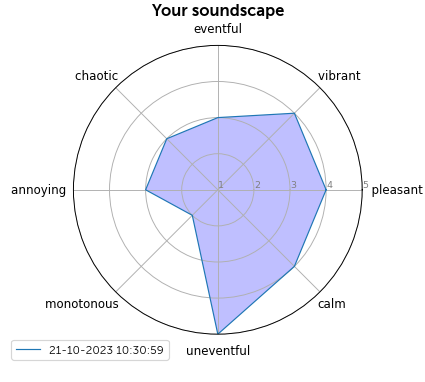 Your soundscape
eventful
chaotic
vibrant
annoying
1 2 3 4 5
pleasant
monotonous
calm
uneventful
21-10-2023 10:30:59